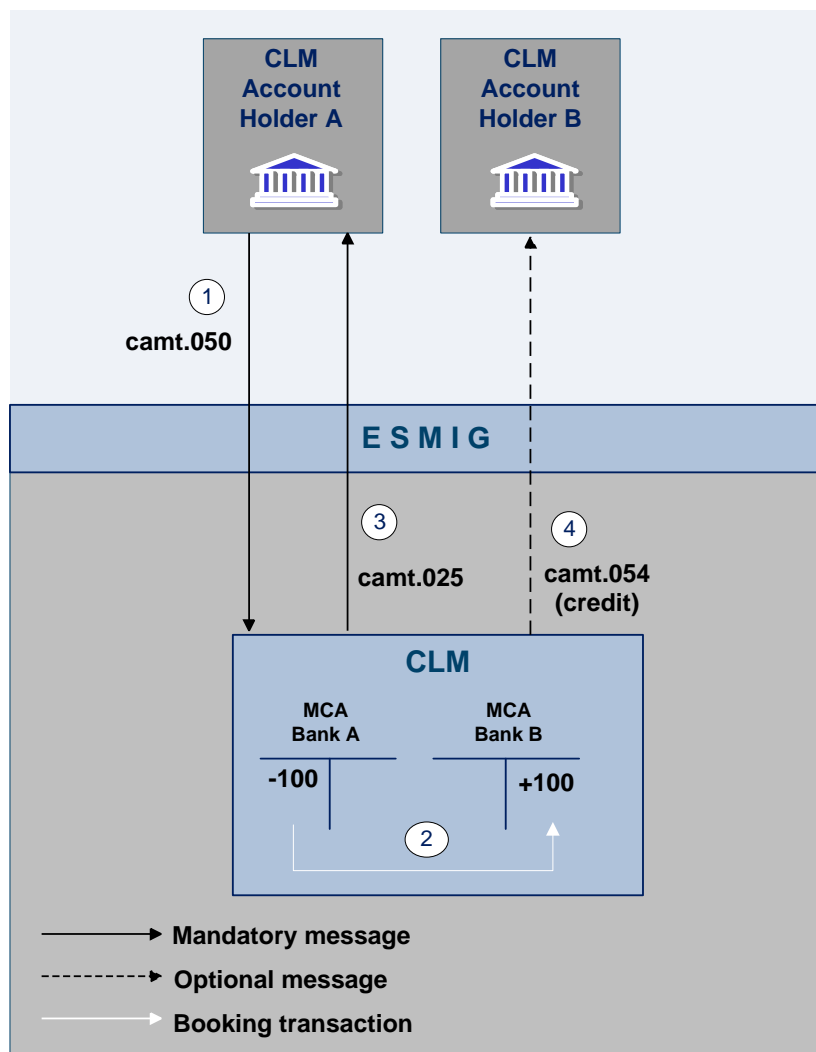 CLM
Account
Holder A
CLM
Account
Holder B
1
camt.050
E S M I G
3
camt.025
4
camt.054
(credit)
CLM
MCA
Bank A
MCA
Bank B
-100
+100
2
Mandatory message
Optional message
Booking transaction